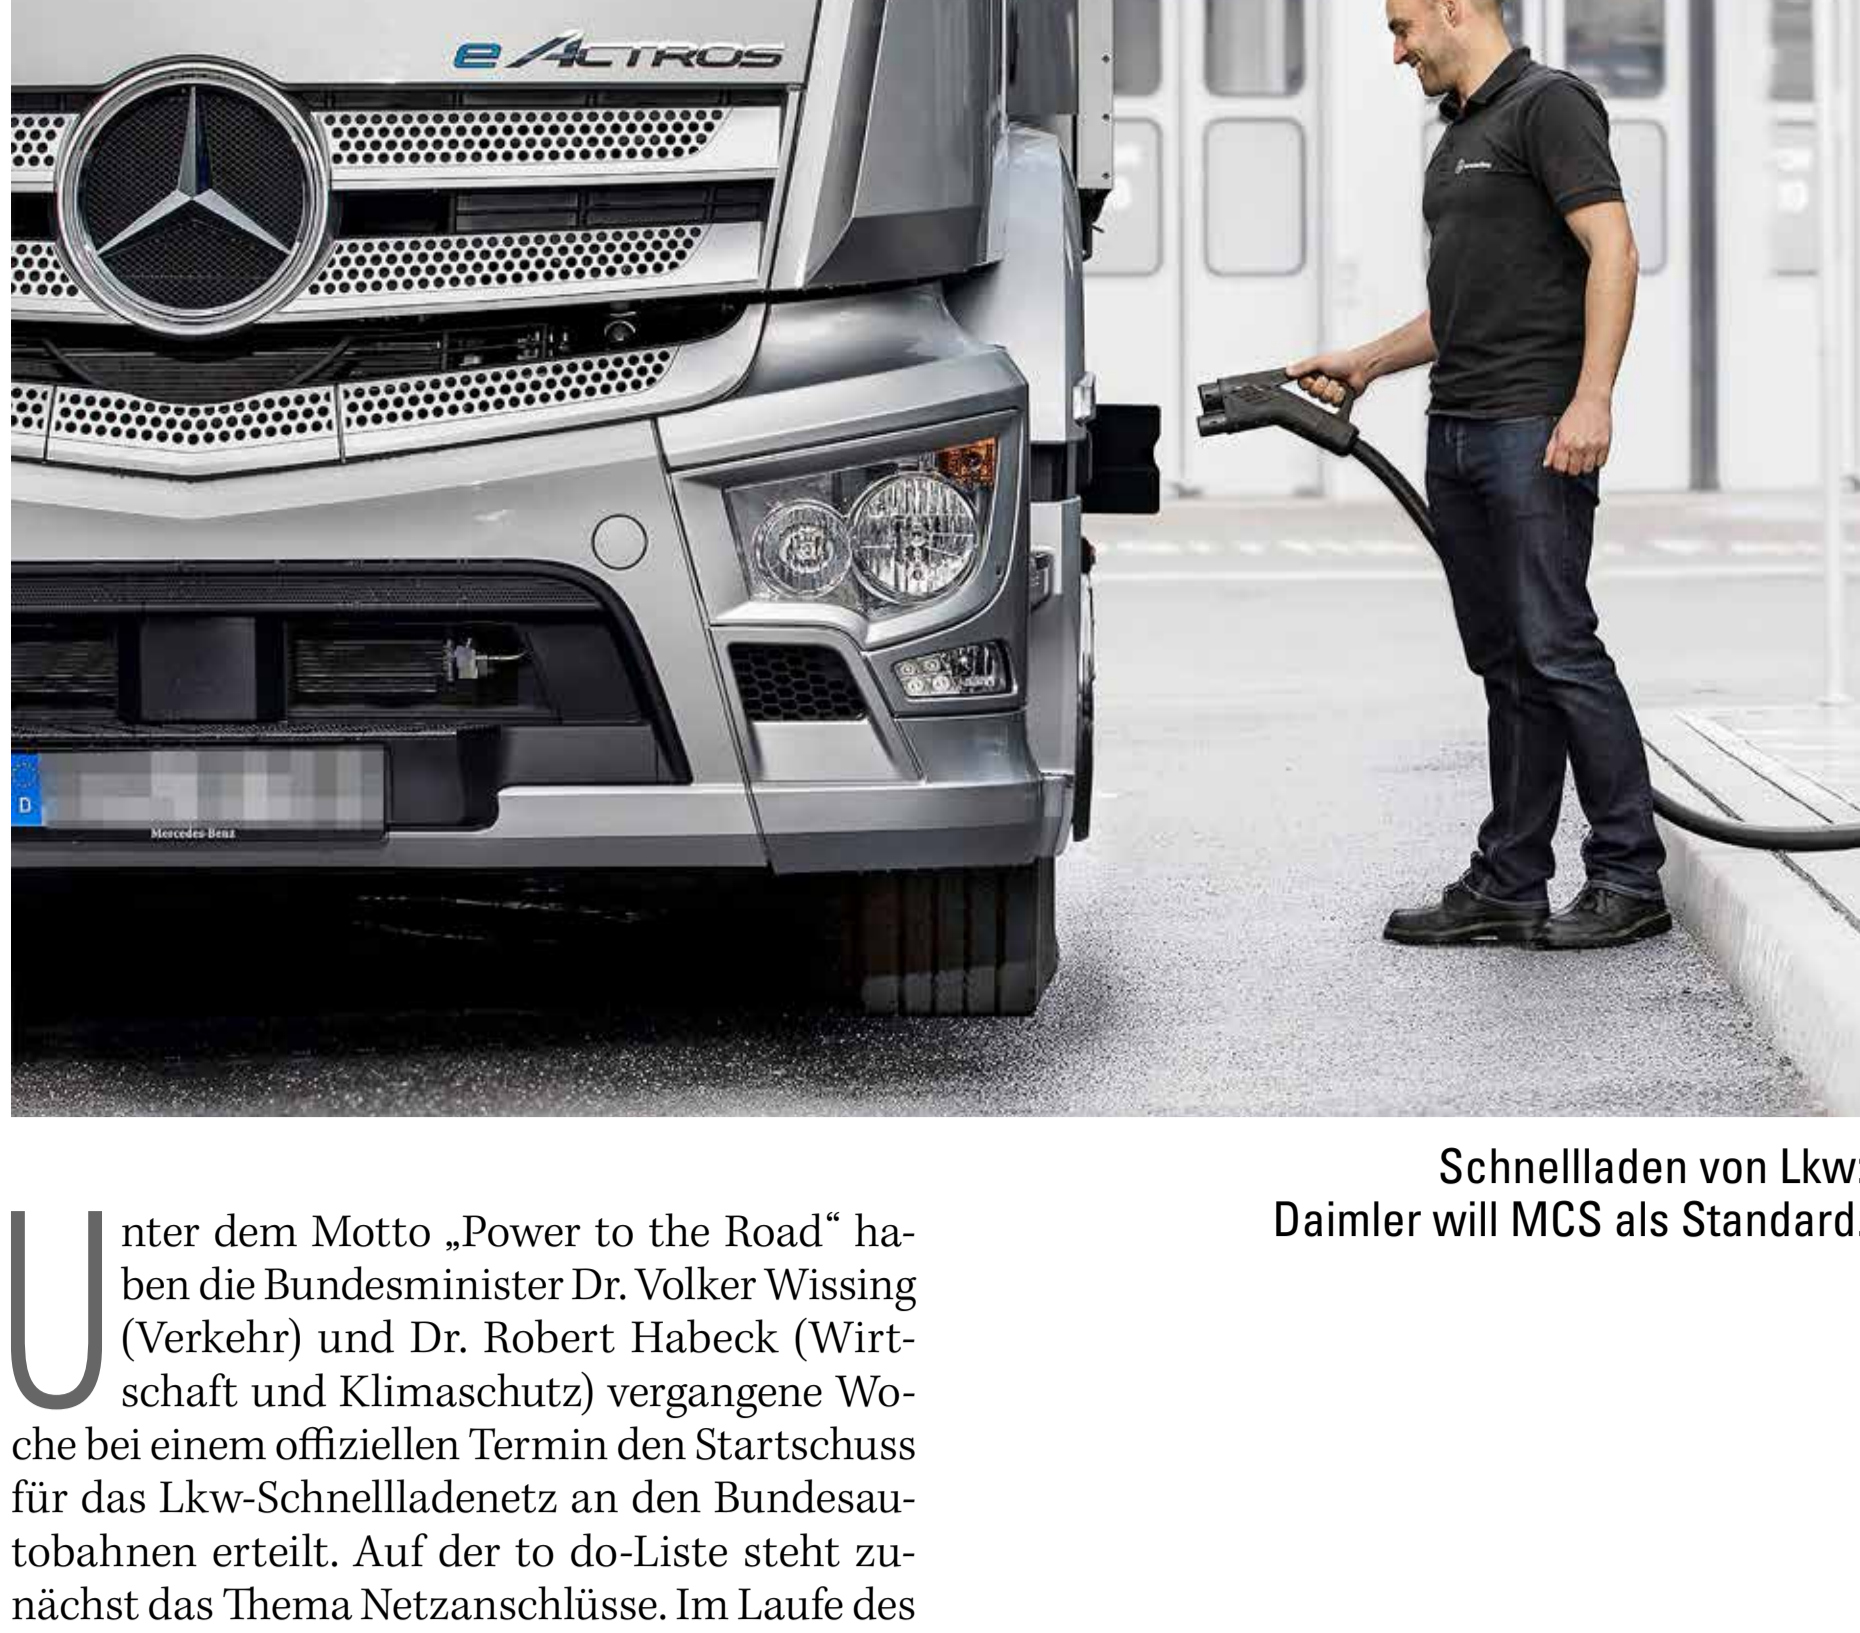 eACTROS
D
Mercedes-Benz
Schnellladen von Lkw:
Daimler will MCS als Standard.
Unter dem Motto „Power to the Road“ ha-
ben die Bundesminister Dr. Volker Wissing
(Verkehr) und Dr. Robert Habeck (Wirt-
schaft und Klimaschutz) vergangene Wo-
che bei einem offiziellen Termin den Startschuss
für das Lkw-Schnellladenetz an den Bundesau-
tobahnen erteilt. Auf der to do-Liste steht zu-
nächst das Thema Netzanschlüsse. Im Laufe des